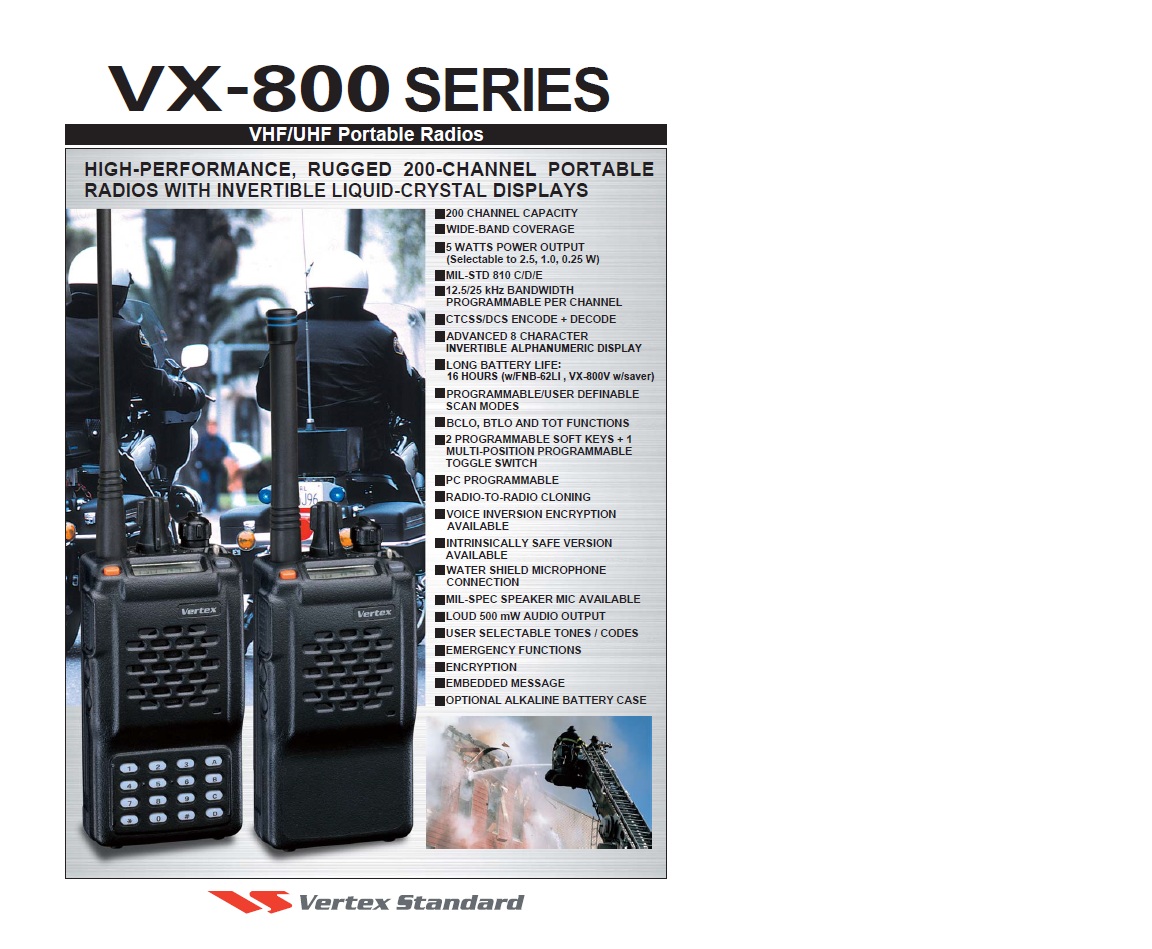 VX-800 SERIES
VHF/UHF Portable Radios
HIGH-PERFORMANCE, RUGGED 200-CHANNEL PORTABLE
RADIOS WITH INVERTIBLE LIQUID-CRYSTAL DISPLAYS
200 CHANNEL CAPACITY
WIDE-BAND COVERAGE
5 WATTS POWER OUTPUT
(Selectable to 2.5, 1.0, 0.25 W)
MIL-STD 810 C/D/E
12.5/25 kHz BANDWIDTH
PROGRAMMABLE PER CHANNEL
CTCSS/DCS ENCODE + DECODE
ADVANCED 8 CHARACTER
INVERTIBLE ALPHANUMERIC DISPLAY
LONG BATTERY LIFE:
16 HOURS (w/FNB-62LI , VX-800V w/saver)
PROGRAMMABLE/USER DEFINABLE
SCAN MODES
BCLO, BTLO AND TOT FUNCTIONS
2 PROGRAMMABLE SOFT KEYS + 1
MULTI-POSITION PROGRAMMABLE
TOGGLE SWITCH
PC PROGRAMMABLE
RADIO-TO-RADIO CLONING
VOICE INVERSION ENCRYPTION
AVAILABLE
INTRINSICALLY SAFE VERSION
AVAILABLE
WATER SHIELD MICROPHONE
CONNECTION
MIL-SPEC SPEAKER MIC AVAILABLE
LOUD 500 mW AUDIO OUTPUT
USER SELECTABLE TONES / CODES
EMERGENCY FUNCTIONS
ENCRYPTION
EMBEDDED MESSAGE
OPTIONAL ALKALINE BATTERY CASE
Vertex
Vertex
1 2 3 A
4 5 6 B
7 8 9 C
* 0 # D
Vertex Standard